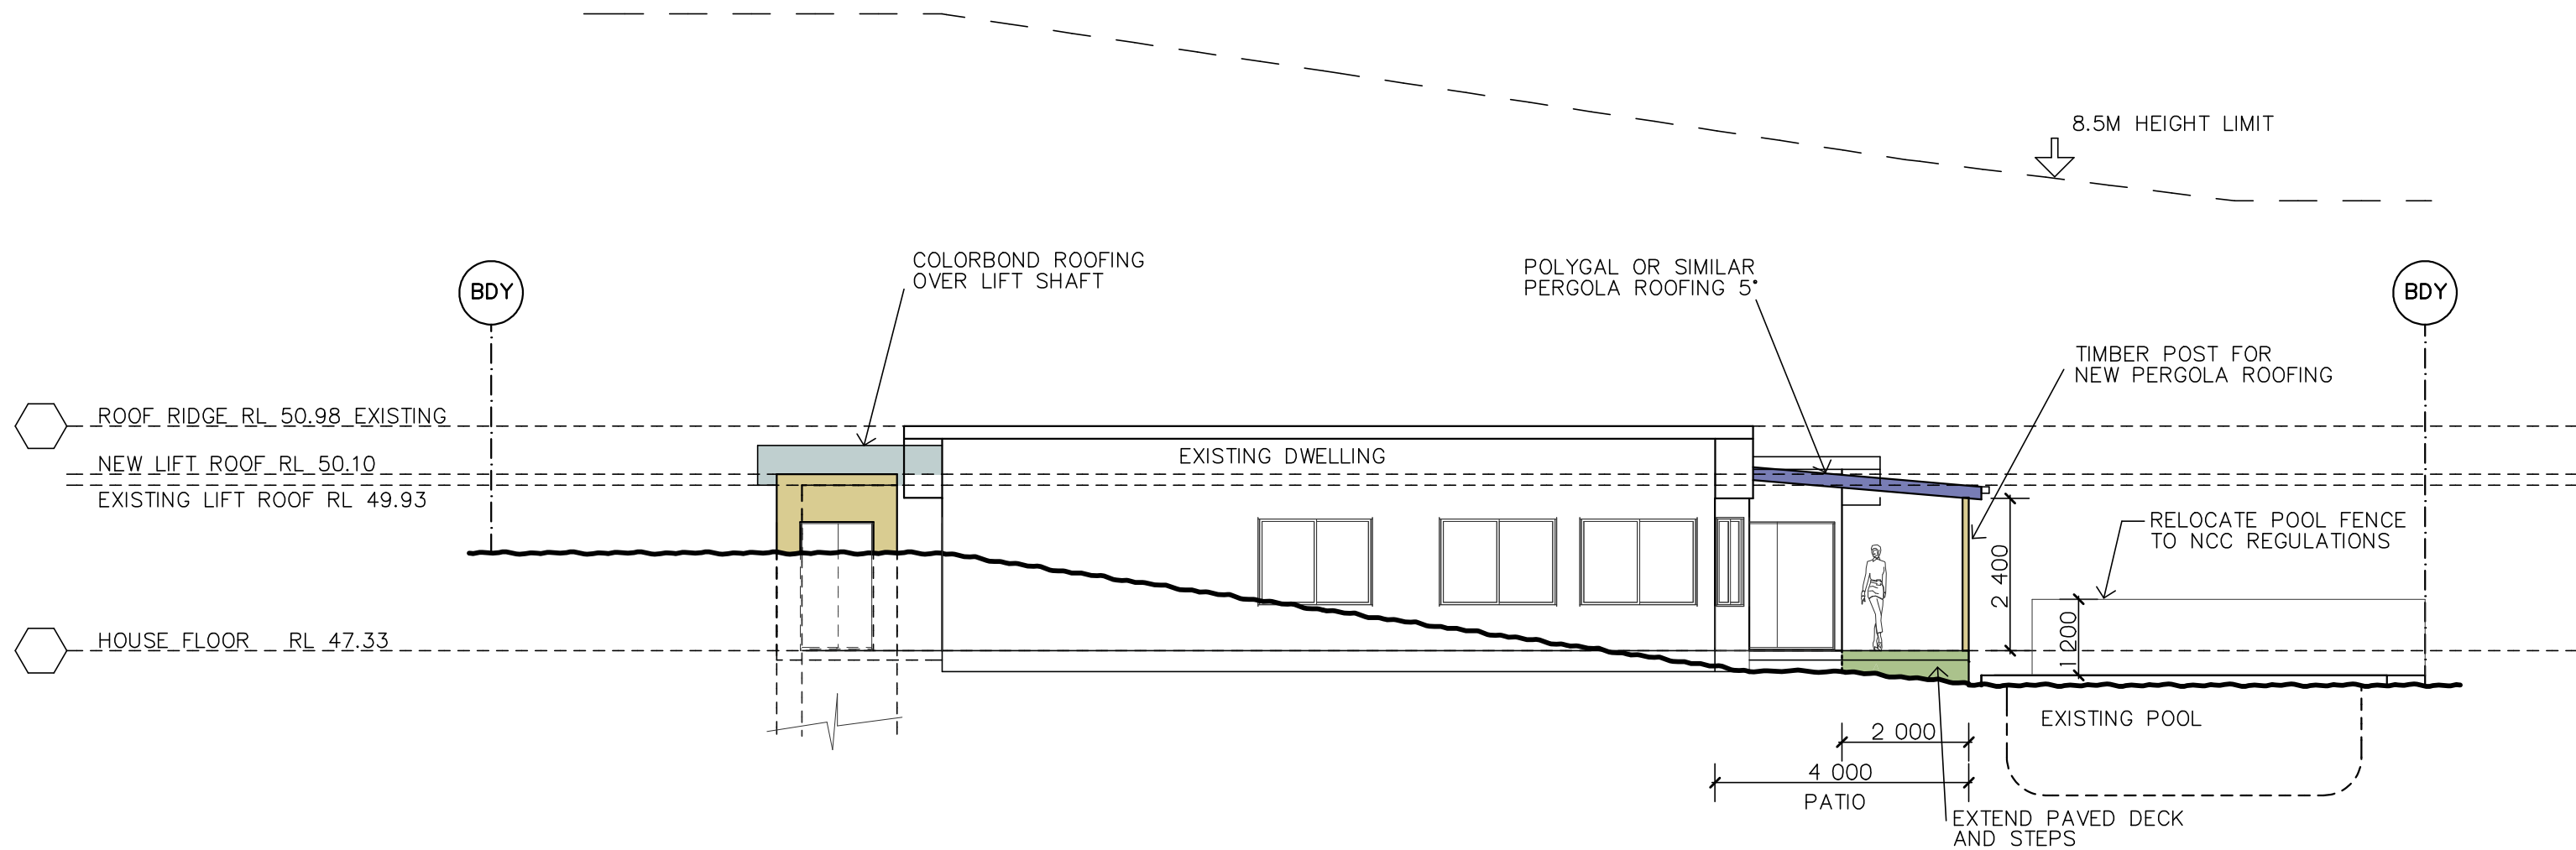 8.5M HEIGHT LIMIT
COLORBOND ROOFING
OVER LIFT SHAFT
POLYGAL OR SIMILAR
PERGOLA ROOFING 5°
BDY
BDY
TIMBER POST FOR
NEW PERGOLA ROOFING
ROOF RIDGE RL 50.98 EXISTING
NEW LIFT ROOF RL 50.10
EXISTING LIFT ROOF RL 49.93
EXISTING DWELLING
RELOCATE POOL FENCE
TO NCC REGULATIONS
2 400
1 200
HOUSE FLOOR RL 47.33
EXISTING POOL
2 000
4 000
PATIO
EXTEND PAVED DECK
AND STEPS